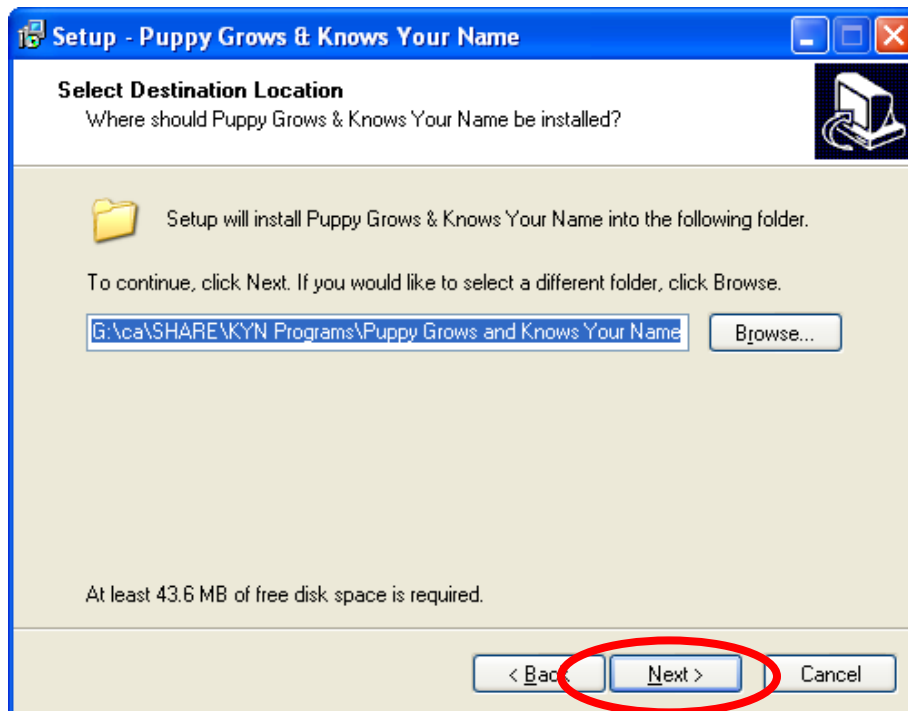 Setup - Puppy Grows & Knows Your Name
Select Destination Location
Where should Puppy Grows & Knows Your Name be installed?
Setup will install Puppy Grows & Knows Your Name into the following folder.
To continue, click Next. If you would like to select a different folder, click Browse.
G:\ca\SHARE\KYN Programs\Puppy Grows and Knows Your Name
Browse...
At least 43.6 MB of free disk space is required.
< Back Next > Cancel